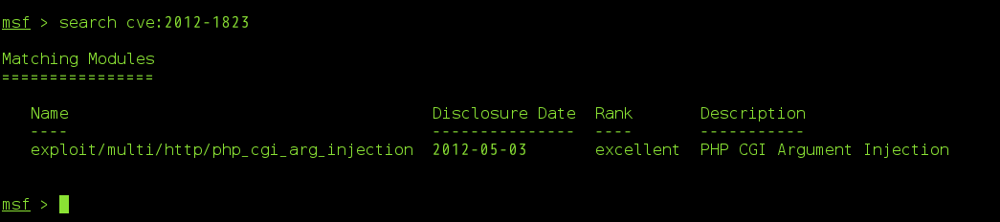 msf > search cve:2012-1823
Matching Modules
================
Name Disclosure Date Rank Description
---- --------------- ---- -----------
exploit/multi/http/php_cgi_arg_injection 2012-05-03 excellent PHP CGI Argument Injection
msf >